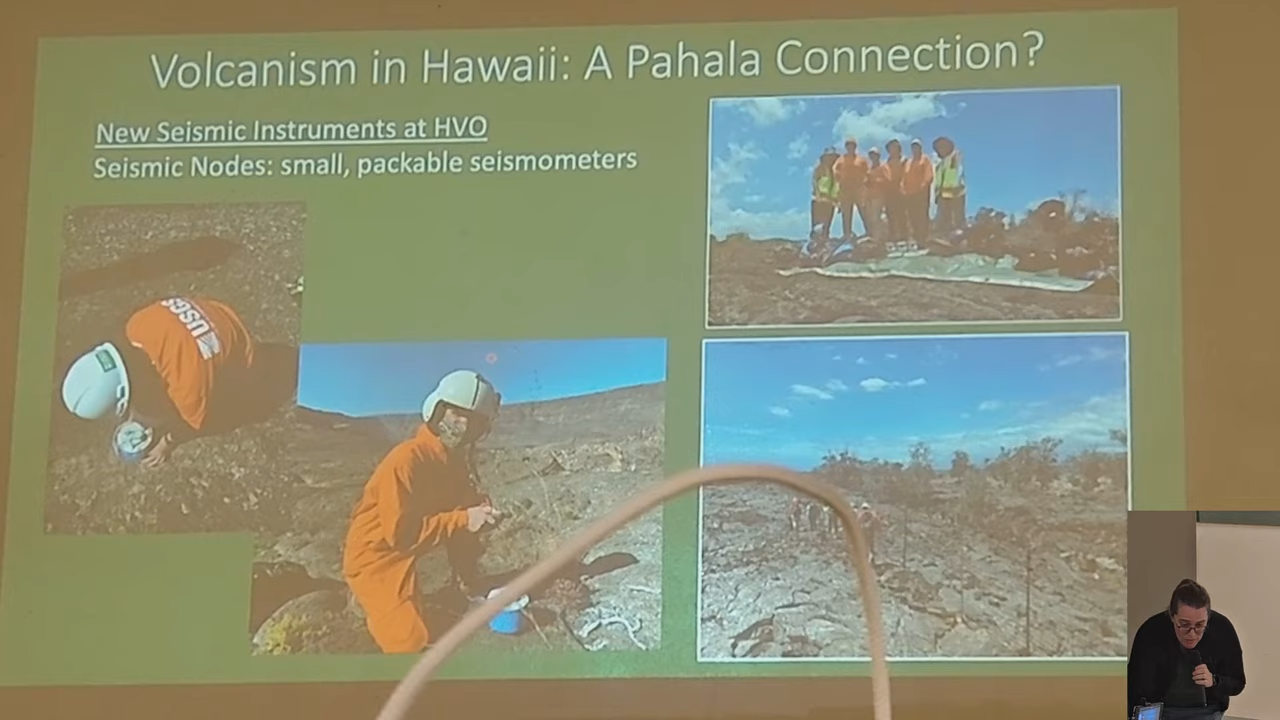 Volcanism in Hawaii: A Pahala Connection?
New Seismic Instruments at HVO
Seismic Nodes: small, packable seismometers
USGS